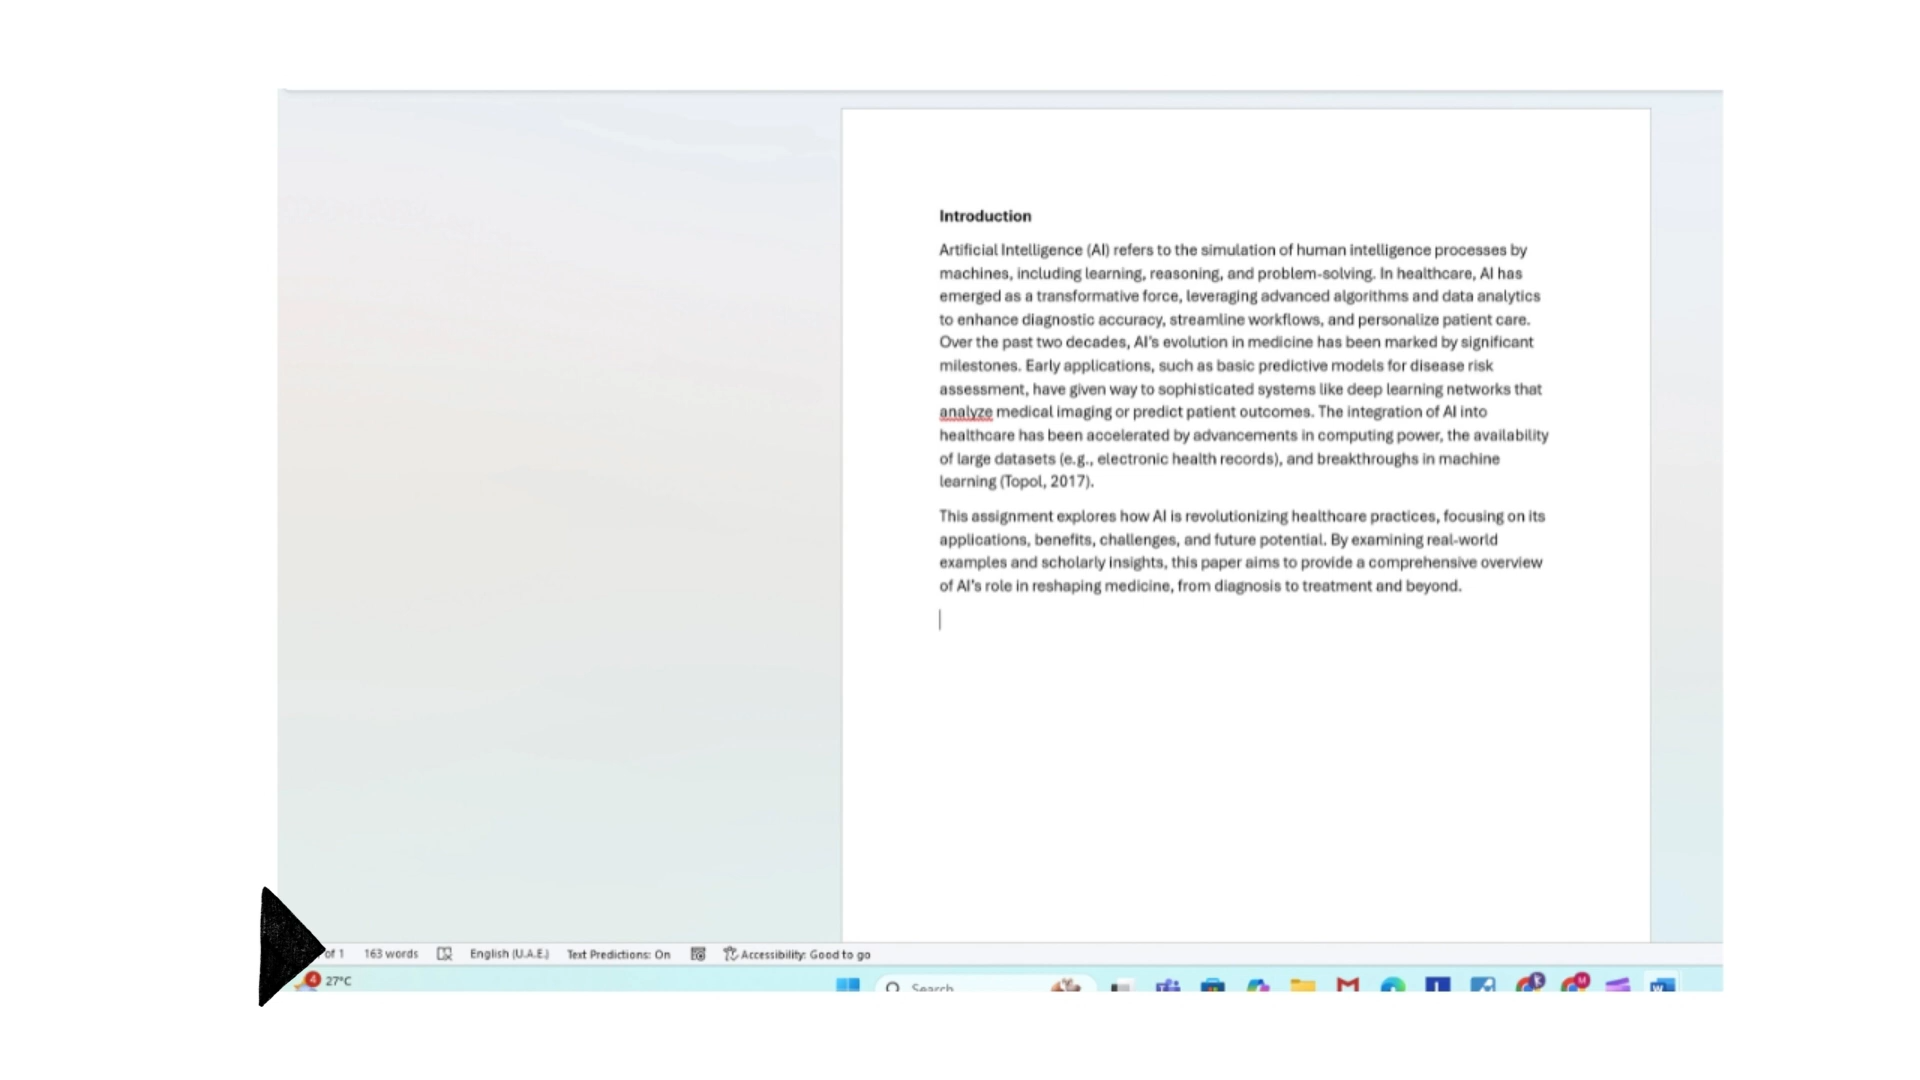 Introduction
Artificial Intelligence (AI) refers to the simulation of human intelligence processes by
machines, including learning, reasoning, and problem-solving. In healthcare, AI has
emerged as a transformative force, leveraging advanced algorithms and data analytics
to enhance diagnostic accuracy, streamline workflows, and personalize patient care.
Over the past two decades, AI's evolution in medicine has been marked by significant
milestones. Early applications, such as basic predictive models for disease risk
assessment, have given way to sophisticated systems like deep learning networks that
analyze medical imaging or predict patient outcomes. The integration of AI into
healthcare has been accelerated by advancements in computing power, the availability
of large datasets (e.g., electronic health records), and breakthroughs in machine
learning (Topol, 2017).
This assignment explores how AI is revolutionizing healthcare practices, focusing on its
applications, benefits, challenges, and future potential. By examining real-world
examples and scholarly insights, this paper aims to provide a comprehensive overview
of AI's role in reshaping medicine, from diagnosis to treatment and beyond.
of 1 163 words English (U.A.E.) Text Predictions: On Accessibility: Good to go
4 27°C Search